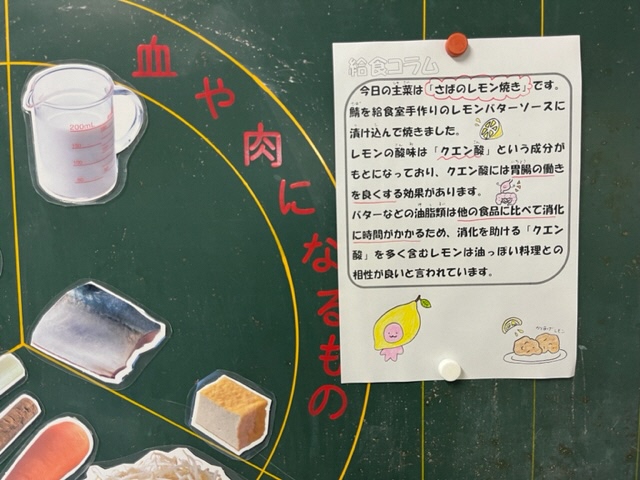 血や肉になるもの
200mL
給食コラム
今日の主菜は「さばのレモン焼き」です。
鯖を給食室手作りのレモンバターソースに
漬け込んで焼きました。
レモンの酸味は「クエン酸」という成分が
もとになっており、クエン酸には胃腸の働き
を良くする効果があります。
バターなどの油脂類は他の食品に比べて消化
に時間がかかるため、消化を助ける「クエン
酸」を多く含むレモンは油っぽい料理との
相性が良いと言われています。